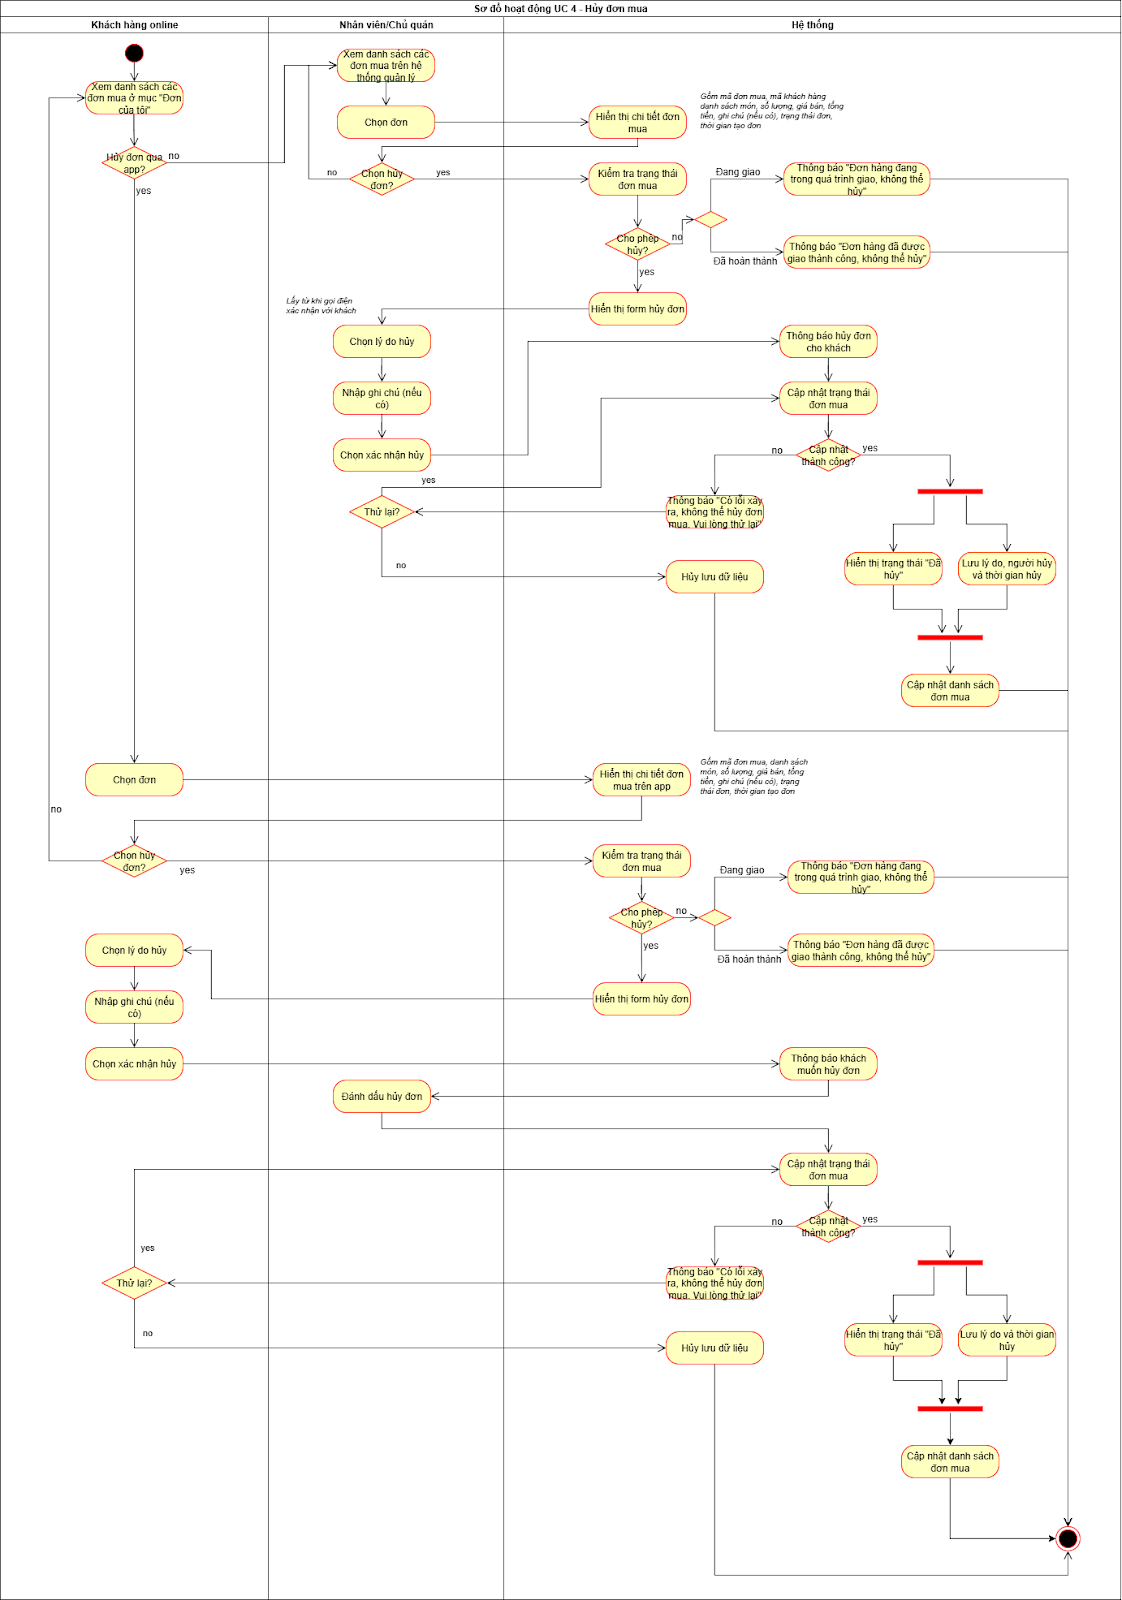 Sơ đồ hoạt động UC 4 - Hủy đơn mua
Khách hàng online
Nhân viên/Chủ quán
Hệ thống
Xem danh sách các
đơn mua ở mục "Đơn
của tôi"
Hủy đơn qua
app?
no
yes
Xem danh sách các
đơn mua trên hệ
thống quản lý
Chọn đơn
Hiển thị chi tiết đơn
mua
Gồm mã đơn mua, mã khách hàng
danh sách món, số lượng, giá bán, tổng
tiền, ghi chú (nếu có), trạng thái đơn,
thời gian tạo đơn
Chọn hủy
đơn?
no
yes
Kiểm tra trạng thái
đơn mua
Cho phép
hủy?
no
yes
Đang giao
Thông báo "Đơn hàng đang
trong quá trình giao, không thể
hủy"
Đã hoàn thành
Thông báo "Đơn hàng đã được
giao thành công, không thể hủy"
Hiển thị form hủy đơn
Lấy từ khi gọi điện
xác nhận với khách
Chọn lý do hủy
Nhập ghi chú (nếu
có)
Chọn xác nhận hủy
Thông báo hủy đơn
cho khách
Cập nhật trạng thái
đơn mua
Cập nhật
thành công?
no
yes
Thông báo "Có lỗi xảy
ra, không thể hủy đơn
mua. Vui lòng thử lại"
Thử lại?
yes
no
Hủy lưu dữ liệu
Hiển thị trạng thái "Đã
hủy"
Lưu lý do, người hủy
và thời gian hủy
Cập nhật danh sách
đơn mua
Chọn đơn
Hiển thị chi tiết đơn
mua trên app
Gồm mã đơn mua, danh sách
món, số lượng, giá bán, tổng
tiền, ghi chú (nếu có), trạng
thái đơn, thời gian tạo đơn
no
Chọn hủy
đơn?
yes
Kiểm tra trạng thái
đơn mua
Cho phép
hủy?
no
yes
Đang giao
Thông báo "Đơn hàng đang
trong quá trình giao, không thể
hủy"
Đã hoàn thành
Thông báo "Đơn hàng đã được
giao thành công, không thể hủy"
Hiển thị form hủy đơn
Chọn lý do hủy
Nhập ghi chú (nếu
có)
Chọn xác nhận hủy
Thông báo khách
muốn hủy đơn
Đánh dấu hủy đơn
Cập nhật trạng thái
đơn mua
Cập nhật
thành công?
no
yes
Thông báo "Có lỗi xảy
ra, không thể hủy đơn
mua. Vui lòng thử lại"
yes
Thử lại?
no
Hủy lưu dữ liệu
Hiển thị trạng thái "Đã
hủy"
Lưu lý do và thời gian
hủy
Cập nhật danh sách
đơn mua